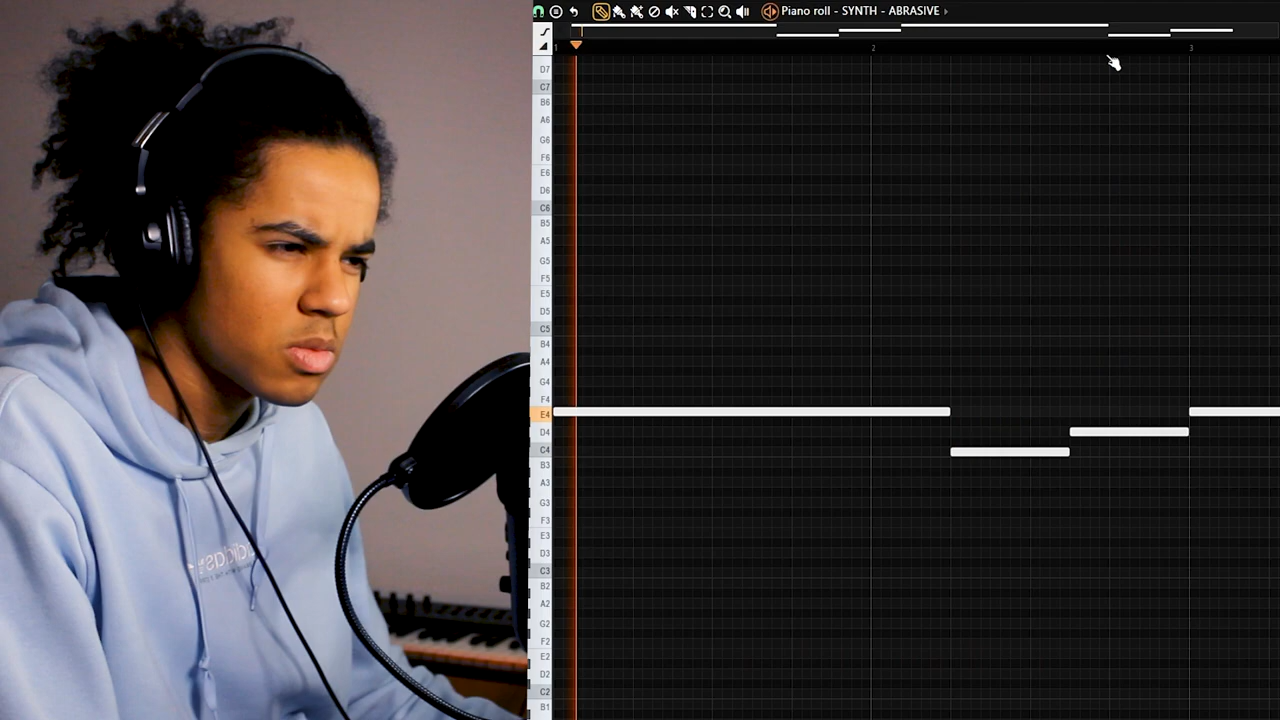 Piano roll - SYNTH - ABRASIVE
1 2 3
D7
C7
B6
A6
G6
F6
E6
D6
C6
B5
A5
G5
F5
E5
D5
C5
B4
A4
G4
F4
E4
D4
C4
B3
A3
G3
F3
E3
D3
C3
B2
A2
G2
F2
E2
D2
C2
B1
adidas